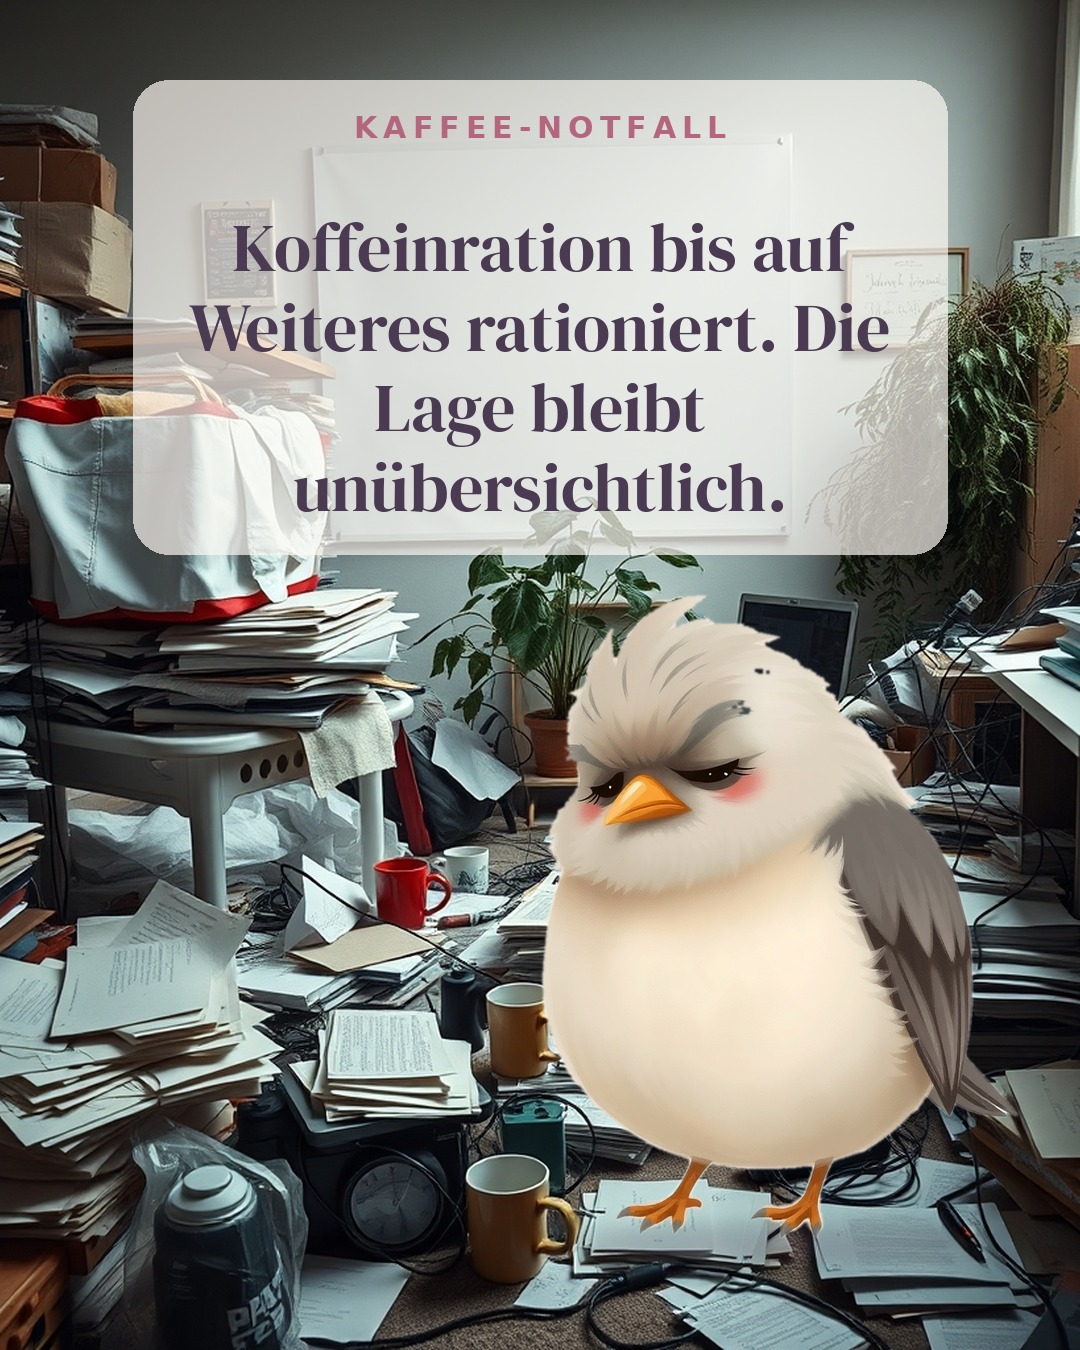 KAFFEE-NOTFALL
Koffeinration bis auf
Weiteres rationiert. Die
Lage bleibt
unübersichtlich.